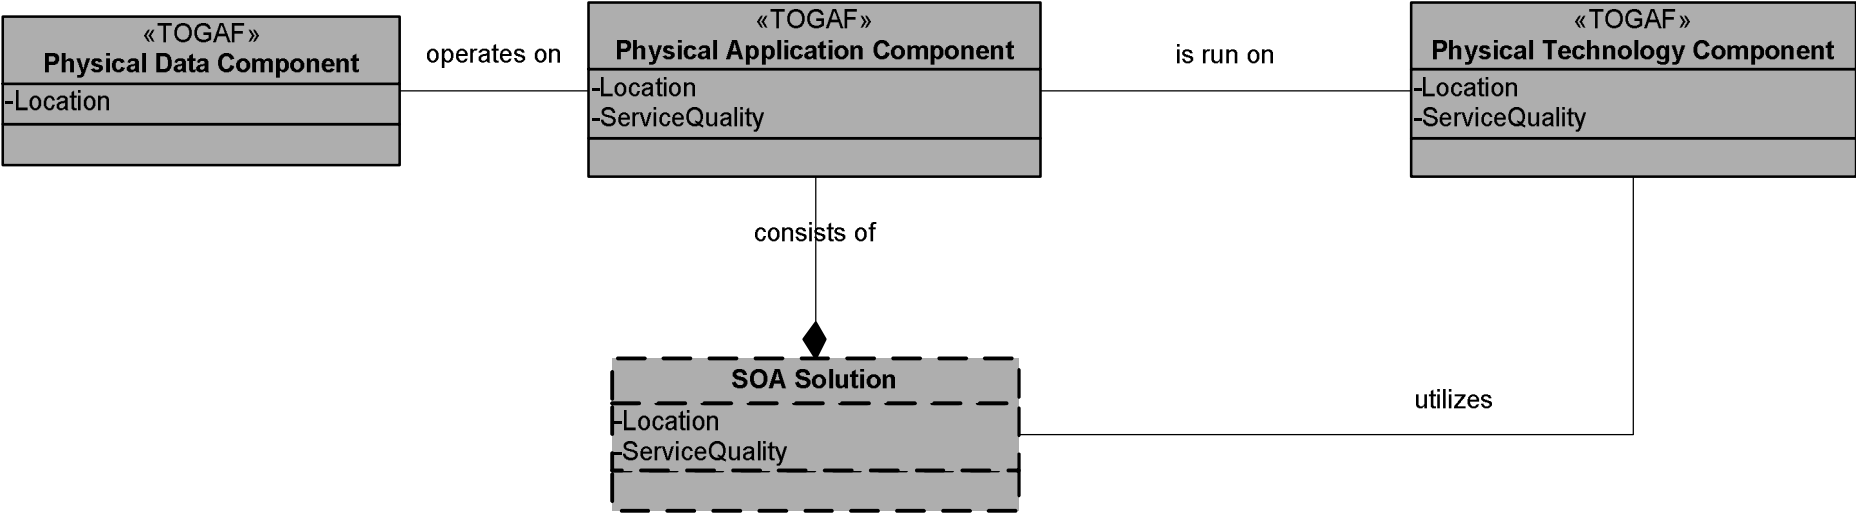 «TOGAF»
Physical Data Component
-Location
operates on
«TOGAF»
Physical Application Component
-Location
-ServiceQuality
is run on
«TOGAF»
Physical Technology Component
-Location
-ServiceQuality
consists of
SOA Solution
-Location
-ServiceQuality
utilizes